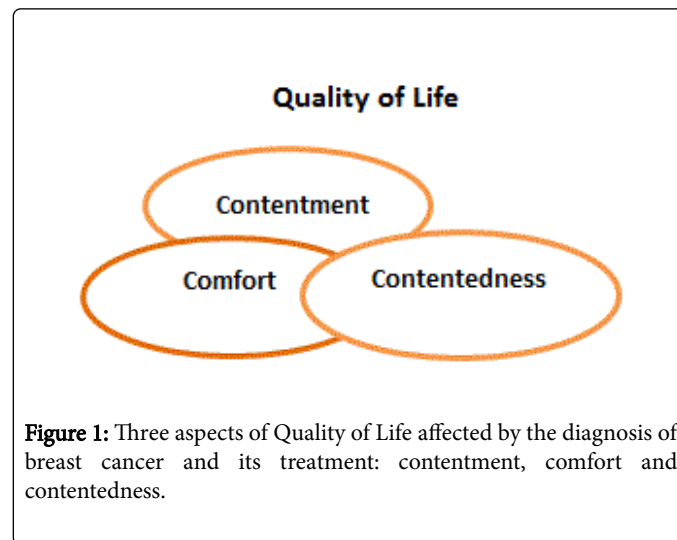 Quality of Life
Contentment
Comfort
Contentedness
Figure 1: Three aspects of Quality of Life affected by the diagnosis of
breast cancer and its treatment: contentment, comfort and
contentedness.